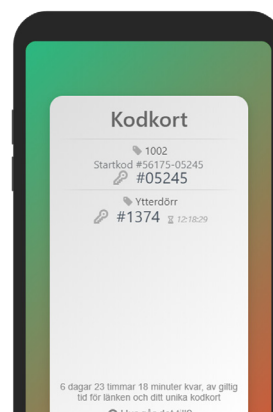 Kodkort
1002
Startkod #56175-05245
#05245
Ytterdörr
#1374 12:18:29
6 dagar 23 timmar 18 minuter kvar, av giltig
tid för länken och ditt unika kodkort